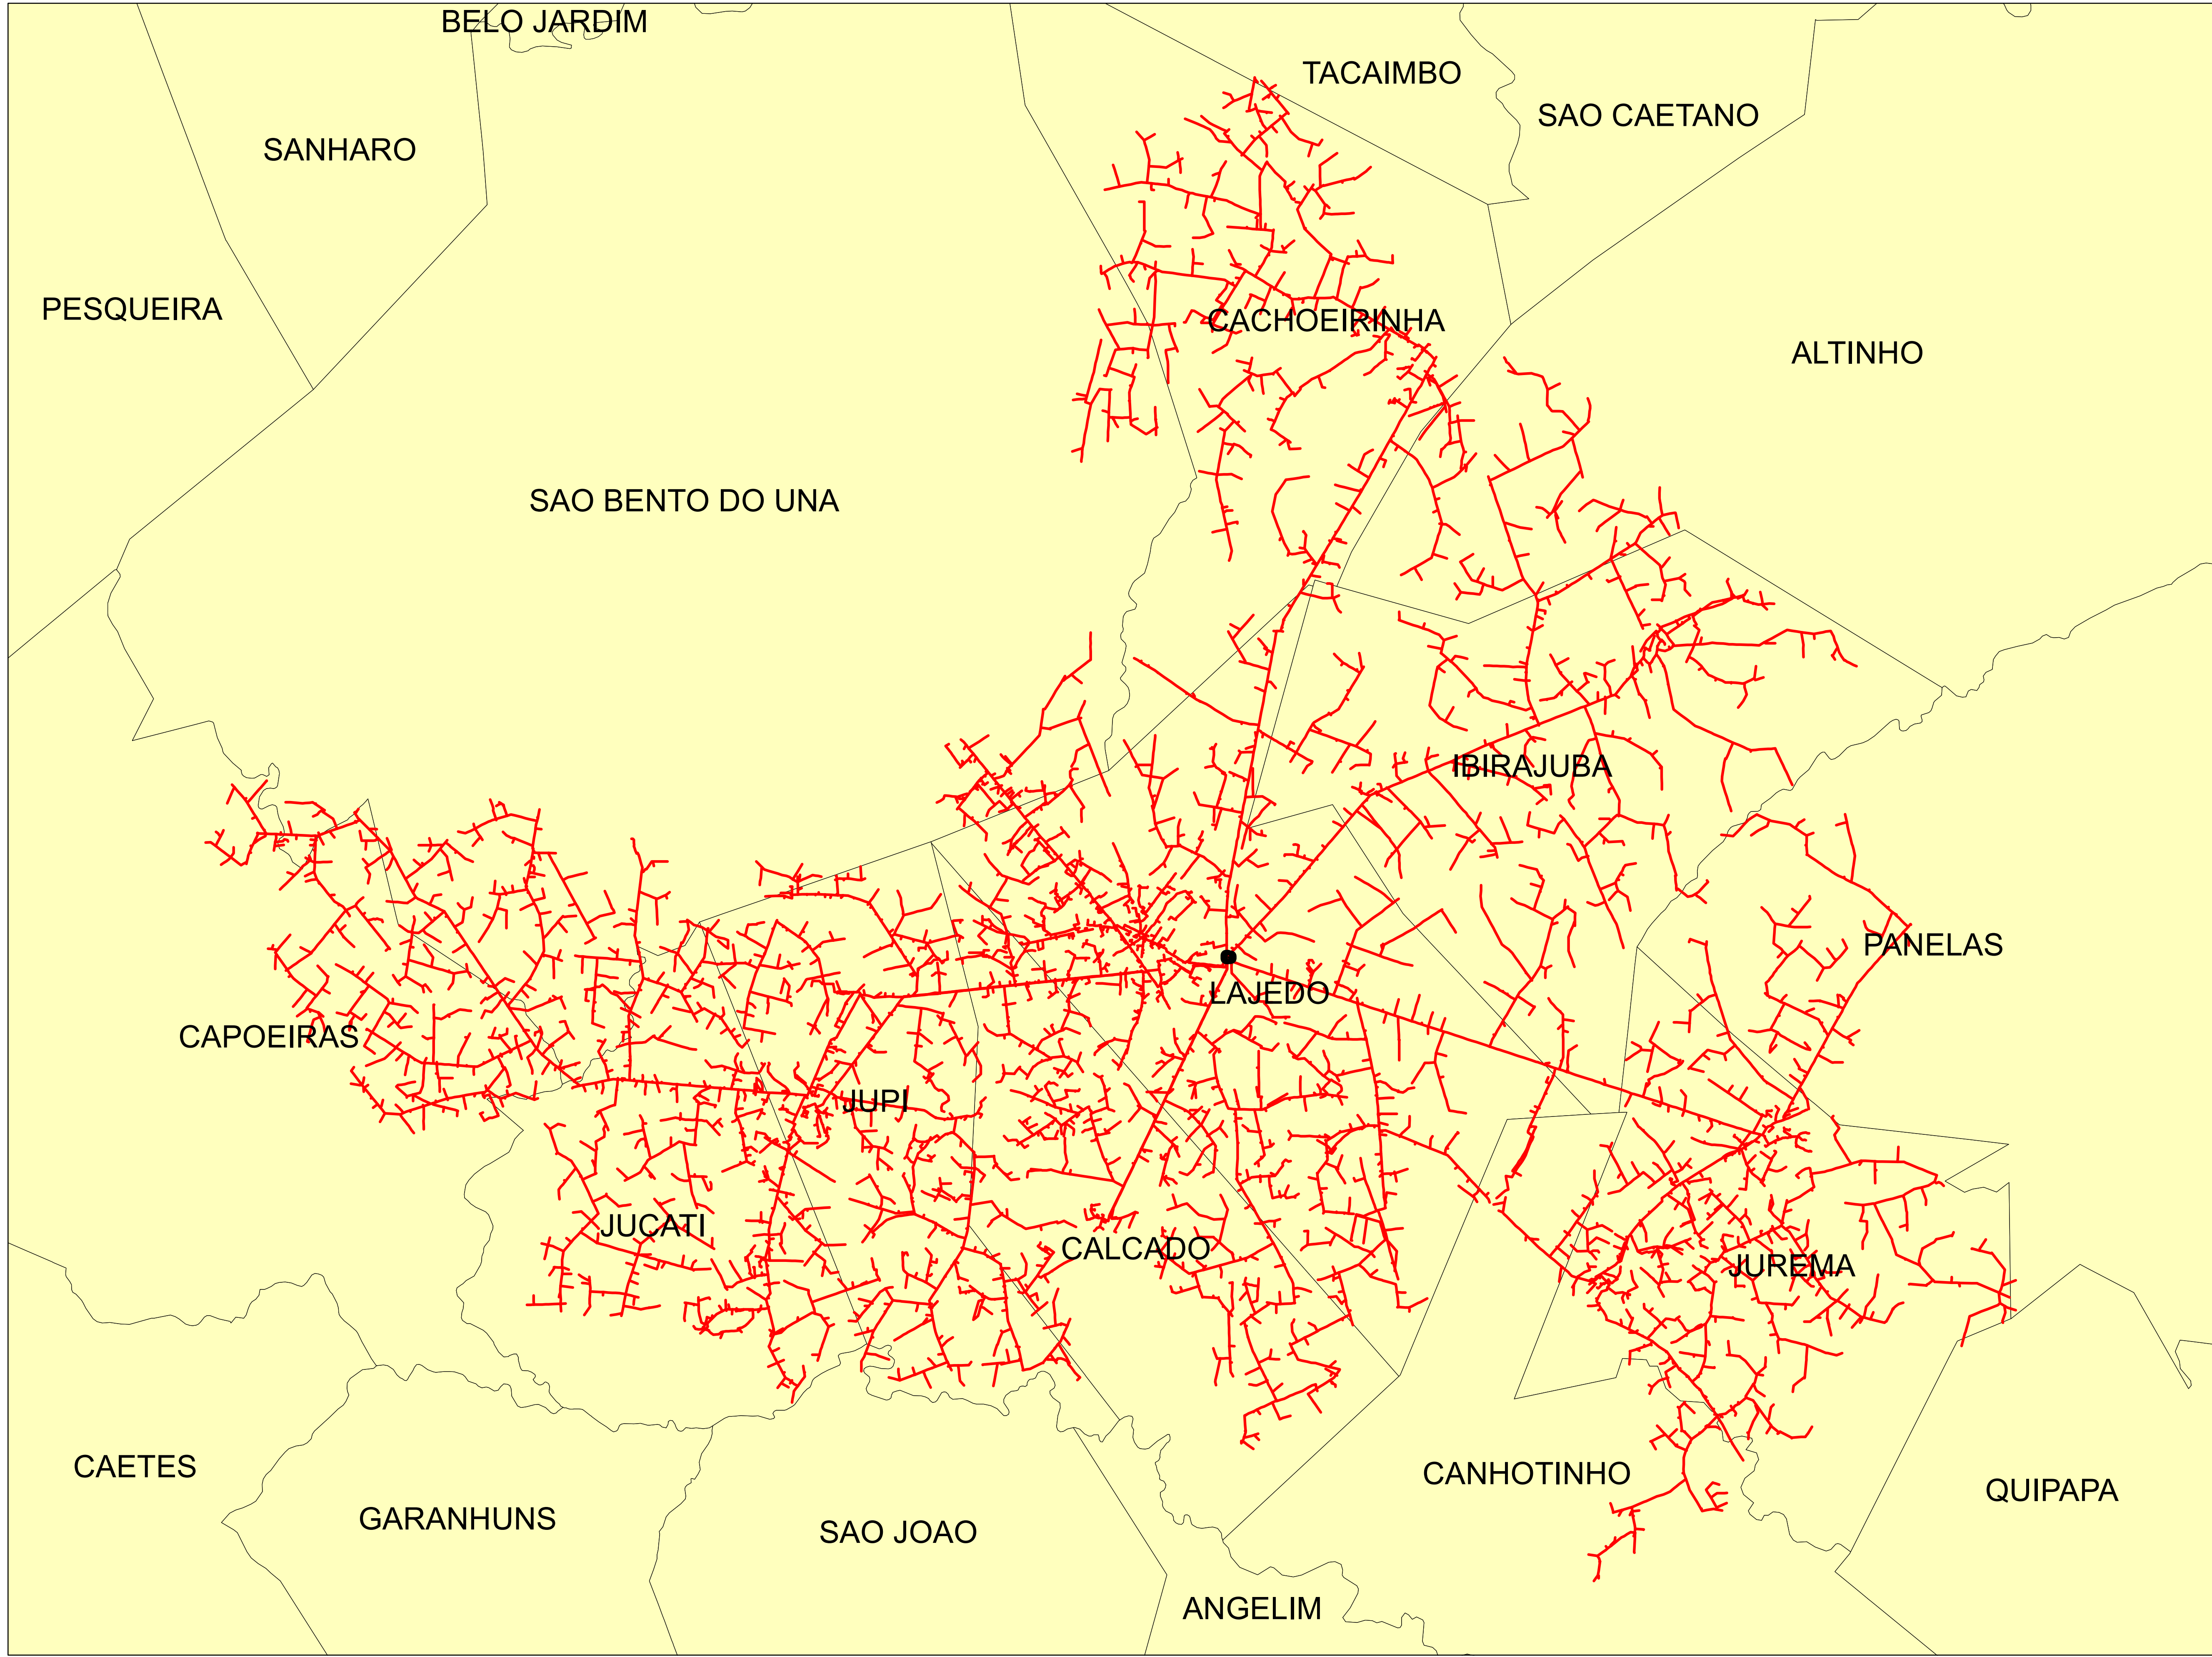 BELO JARDIM
TACAIMBO
SAO CAETANO
SANHARO
PESQUEIRA
CACHOEIRINHA
ALTINHO
SAO BENTO DO UNA
IBIRAJUBA
PANELAS
LAJEDO
CAPOEIRAS
JUPI
JUCATI
CALCADO
JUREMA
CAETES
CANHOTINHO
QUIPAPA
GARANHUNS
SAO JOAO
ANGELIM